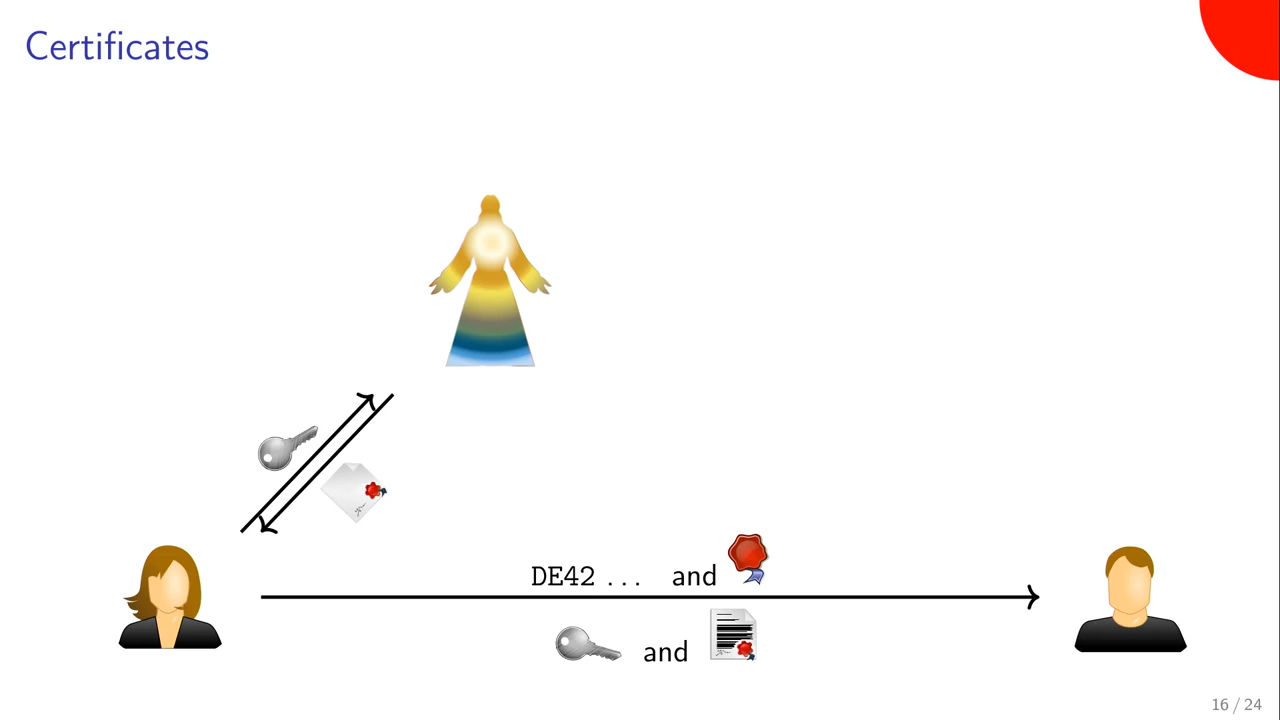 Certificates
DE42 ... and
and
16 / 24